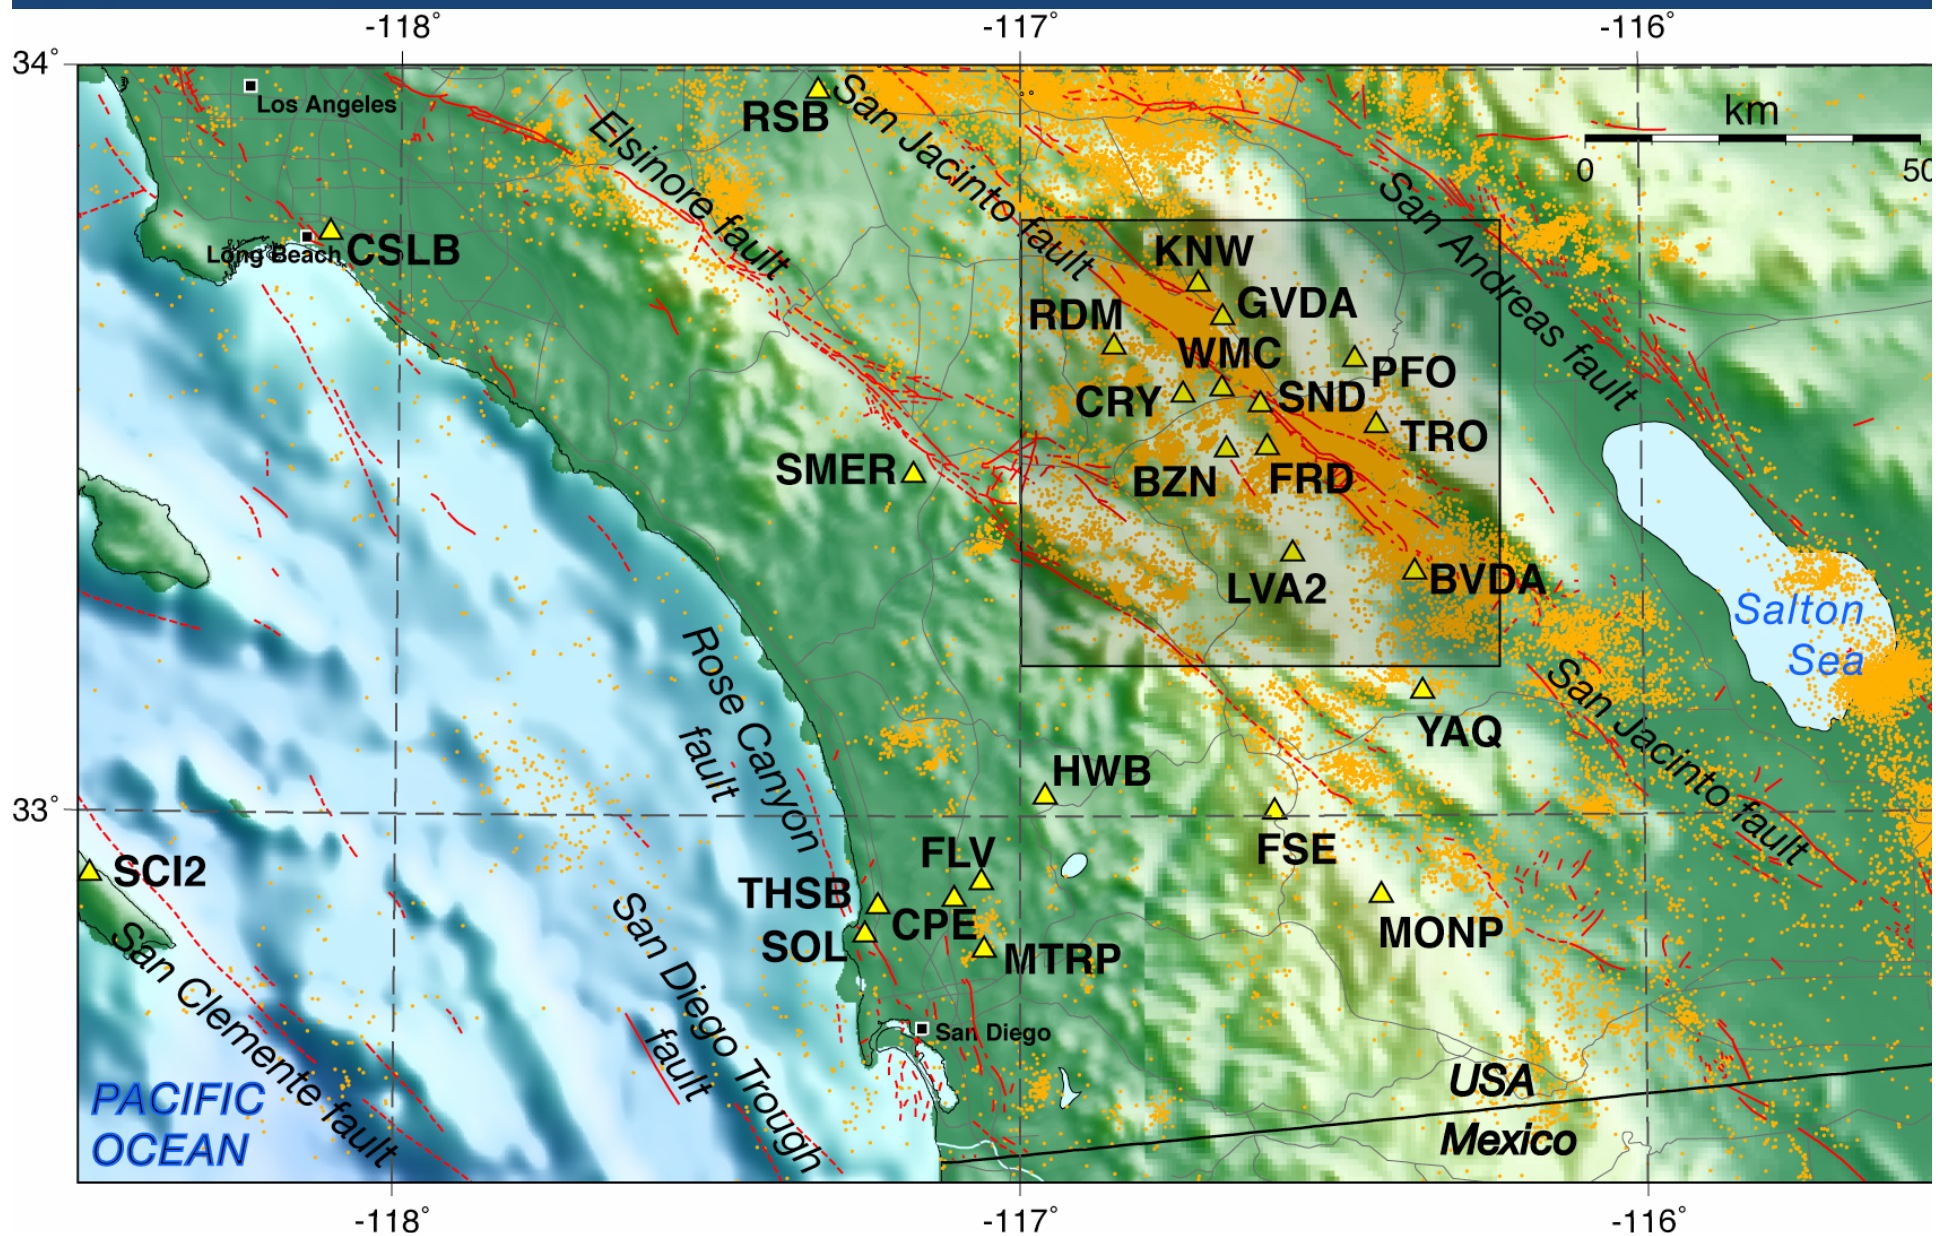 -118°
-117°
-116°
34°
Los Angeles
RSB
km
0
50
San Jacinto fault
Elsinore fault
San Andreas fault
Long Beach
CSLB
KNW
GVDA
RDM
WMC
PFO
CRY
SND
TRO
SMER
BZN
FRD
LVA2
BVDA
Salton
Sea
Rose Canyon
fault
San Jacinto fault
YAQ
HWB
33°
FSE
FLV
SCI2
THSB
CPE
MONP
SOL
MTRP
San Clemente fault
San Diego Trough
fault
San Diego
USA
Mexico
PACIFIC
OCEAN
-118°
-117°
-116°